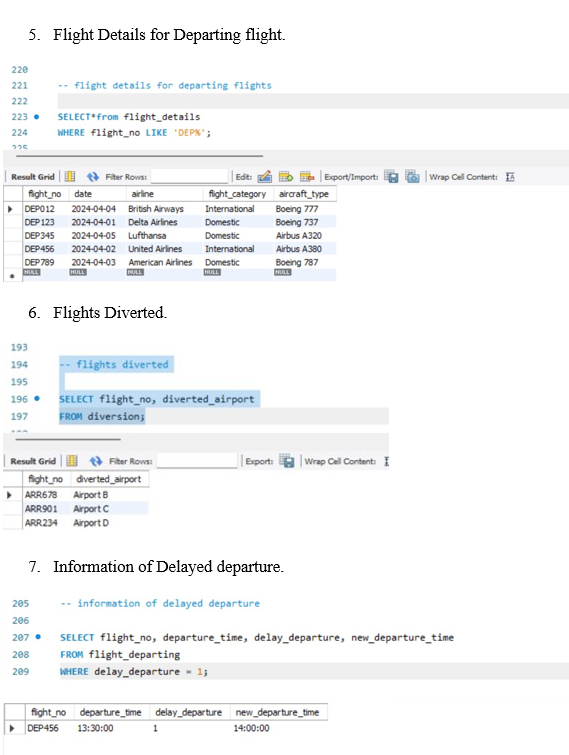 5. Flight Details for Departing flight.
220
221 -- flight details for departing flights
222
223 SELECT*from flight_details
224 WHERE flight_no LIKE 'DEP%';
225
Result Grid Filter Rows: Edit: Export/Import: Wrap Cell Content:
flight_no date airline flight_category aircraft_type
DEP012 2024-04-04 British Airways International Boeing 777
DEP123 2024-04-01 Delta Airlines Domestic Boeing 737
DEP345 2024-04-05 Lufthansa Domestic Airbus A320
DEP456 2024-04-02 United Airlines International Airbus A380
DEP789 2024-04-03 American Airlines Domestic Boeing 787
NULL NULL NULL NULL NULL
6. Flights Diverted.
193
194 -- flights diverted
195
196 SELECT flight_no, diverted_airport
197 FROM diversion;
Result Grid Filter Rows: Export: Wrap Cell Content:
flight_no diverted_airport
ARR678 Airport B
ARR901 Airport C
ARR234 Airport D
7. Information of Delayed departure.
205 -- information of delayed departure
206
207 SELECT flight_no, departure_time, delay_departure, new_departure_time
208 FROM flight_departing
209 WHERE delay_departure = 1;
flight_no departure_time delay_departure new_departure_time
DEP456 13:30:00 1 14:00:00